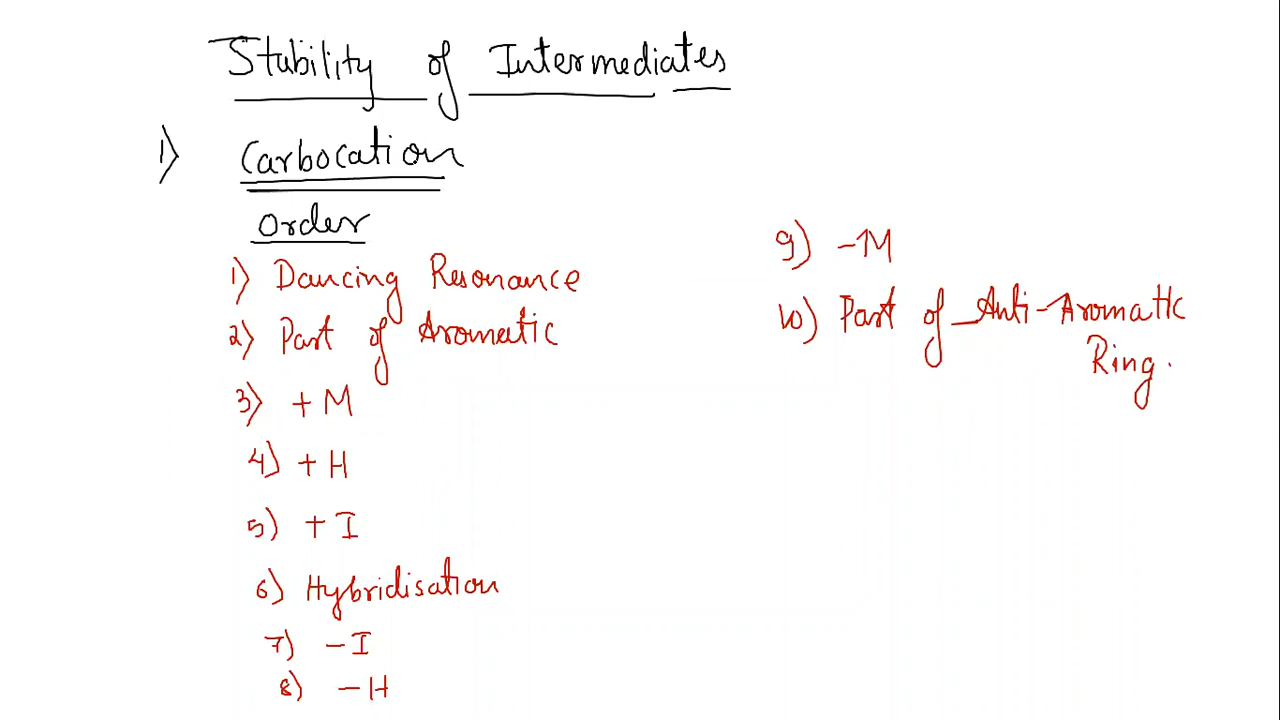 Stability of Intermediates
1) Carbocation
Order
1) Dancing Resonance
2) Part of Aromatic
3) + M
4) + H
5) + I
6) Hybridisation
7) - I
8) - H
9) - M
10) Part of Anti-Aromatic
Ring.